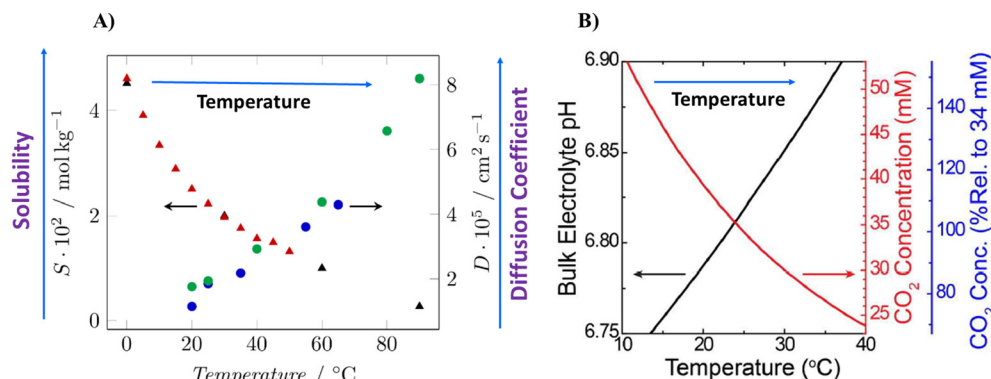 A)
Solubility
S · 10² / mol kg⁻¹
4
2
0
Temperature
8
6
4
2
D · 10⁵ / cm² s⁻¹
Diffusion Coefficient
0 20 40 60 80
Temperature / °C
B)
Bulk Electrolyte pH
6.90
6.85
6.80
6.75
Temperature
50
45
40
35
30
25
CO₂ Concentration (mM)
140
120
100
80
CO₂ Conc. (%Rel. to 34 mM)
10 20 30 40
Temperature (°C)